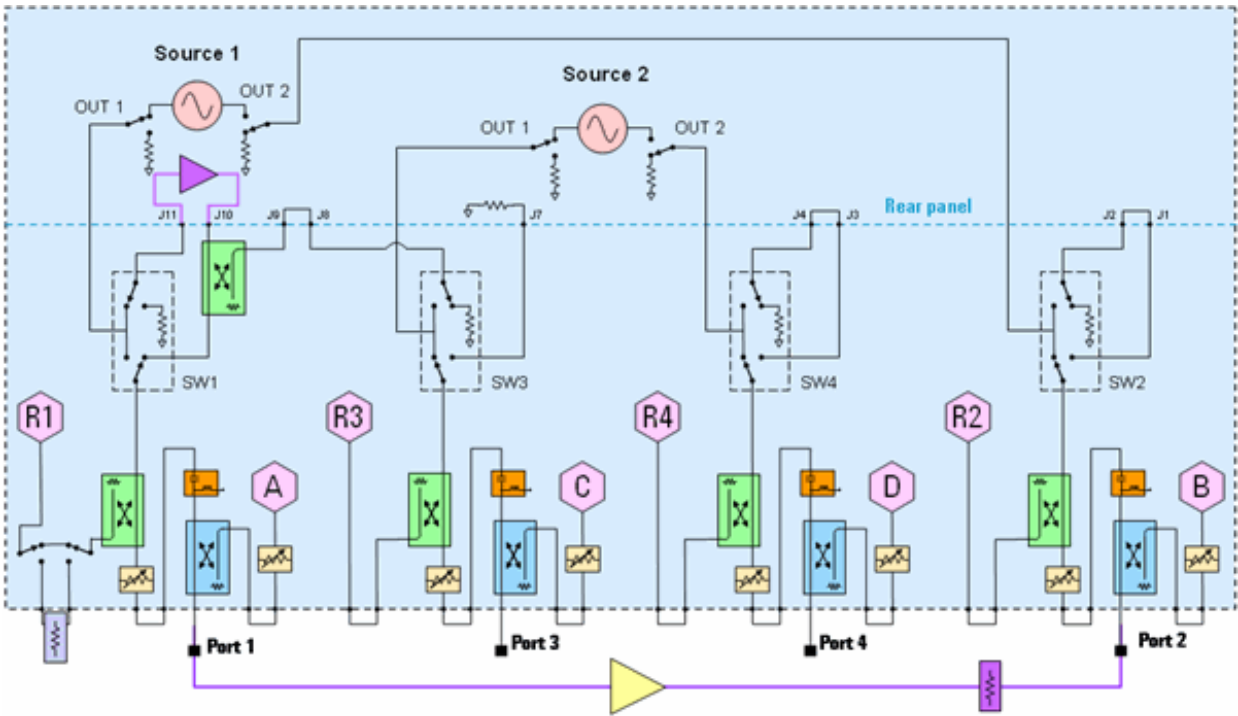 Source 1
Source 2
OUT 1
OUT 2
OUT 1
OUT 2
Rear panel
J11
J10
J9
J8
J7
J4
J3
J2
J1
SW1
SW3
SW4
SW2
R1
R3
R4
R2
A
C
D
B
Port 1
Port 3
Port 4
Port 2